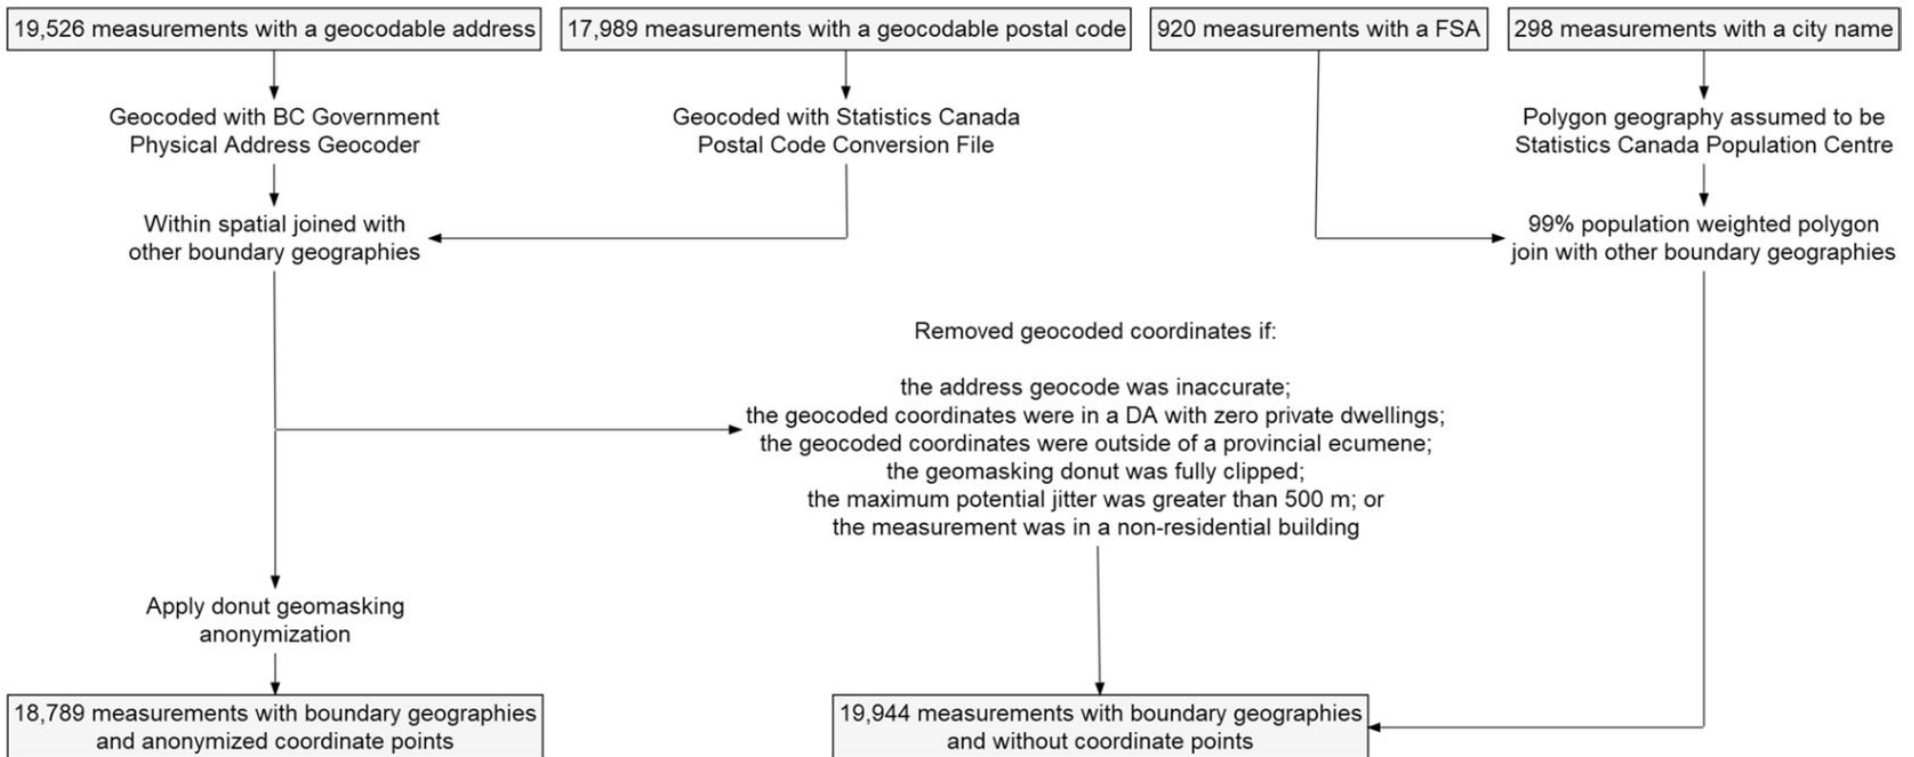 19,526 measurements with a geocodable address
17,989 measurements with a geocodable postal code
920 measurements with a FSA
298 measurements with a city name
Geocoded with BC Government
Physical Address Geocoder
Geocoded with Statistics Canada
Postal Code Conversion File
Polygon geography assumed to be
Statistics Canada Population Centre
Within spatial joined with
other boundary geographies
99% population weighted polygon
join with other boundary geographies
Removed geocoded coordinates if:
the address geocode was inaccurate;
the geocoded coordinates were in a DA with zero private dwellings;
the geocoded coordinates were outside of a provincial ecumene;
the geomasking donut was fully clipped;
the maximum potential jitter was greater than 500 m; or
the measurement was in a non-residential building
Apply donut geomasking
anonymization
18,789 measurements with boundary geographies
and anonymized coordinate points
19,944 measurements with boundary geographies
and without coordinate points